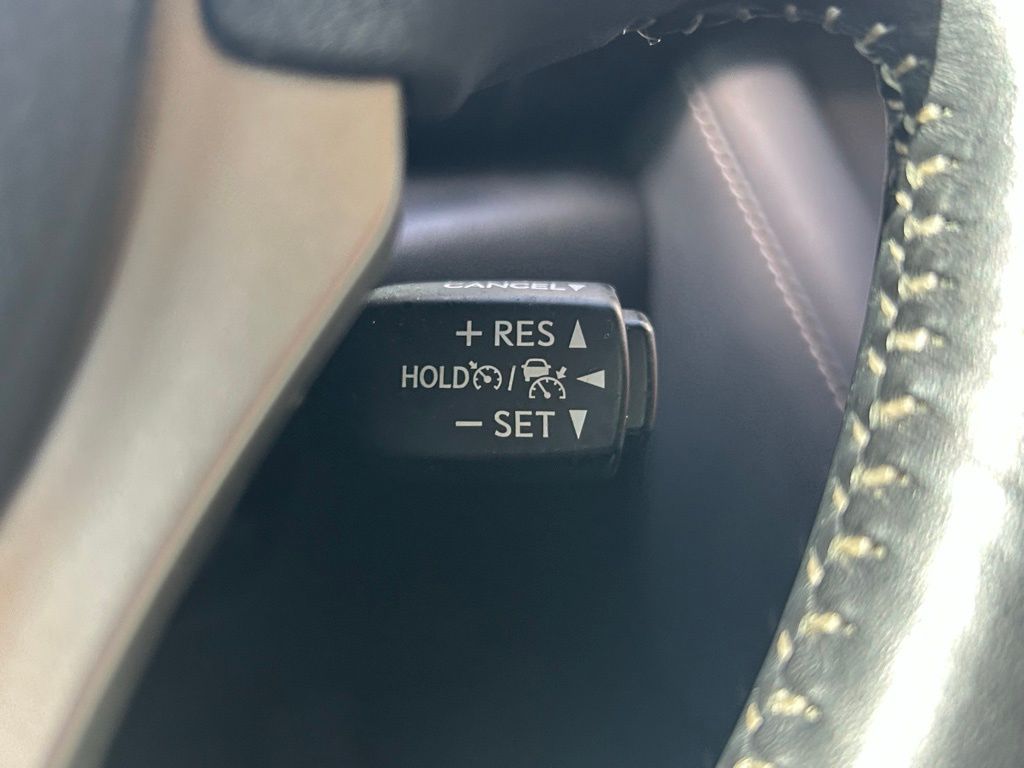 CANCEL▼
+ RES ▲
HOLD / ◀
− SET ▼